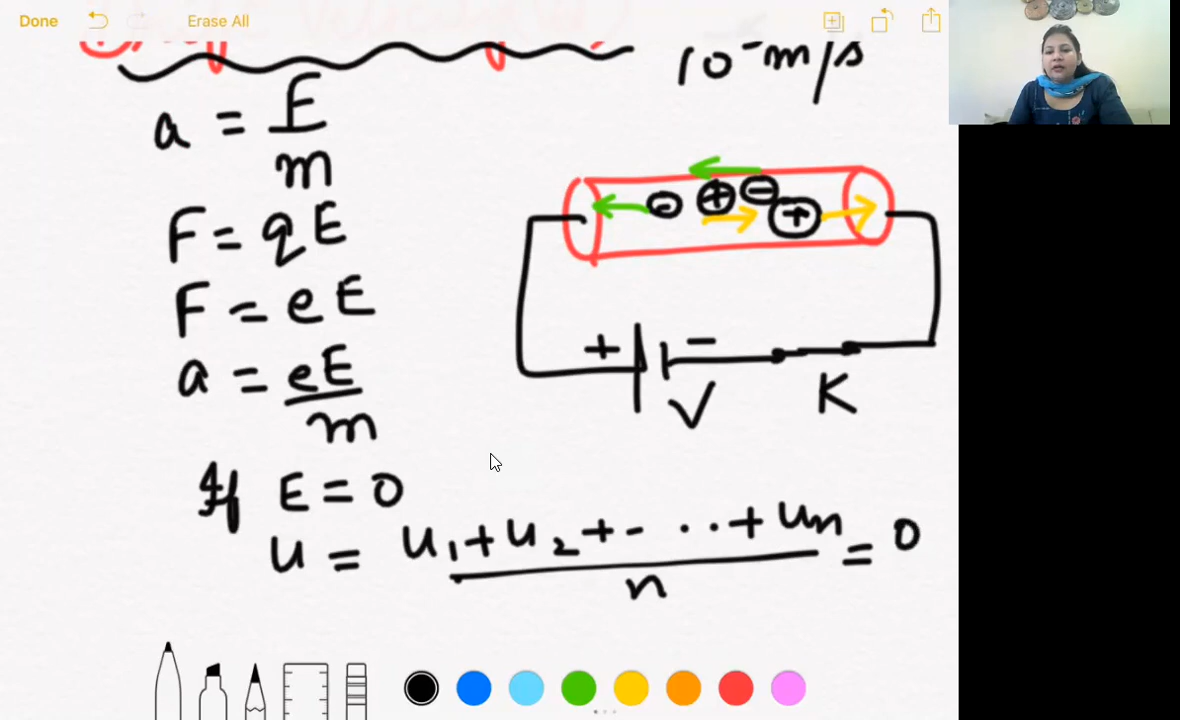 Done Erase All
10⁻m/s
a = F/m
F = qE
F = eE
a = eE/m
+ -
V K
If E = 0
u = u₁+u₂+- ··+un/n = 0